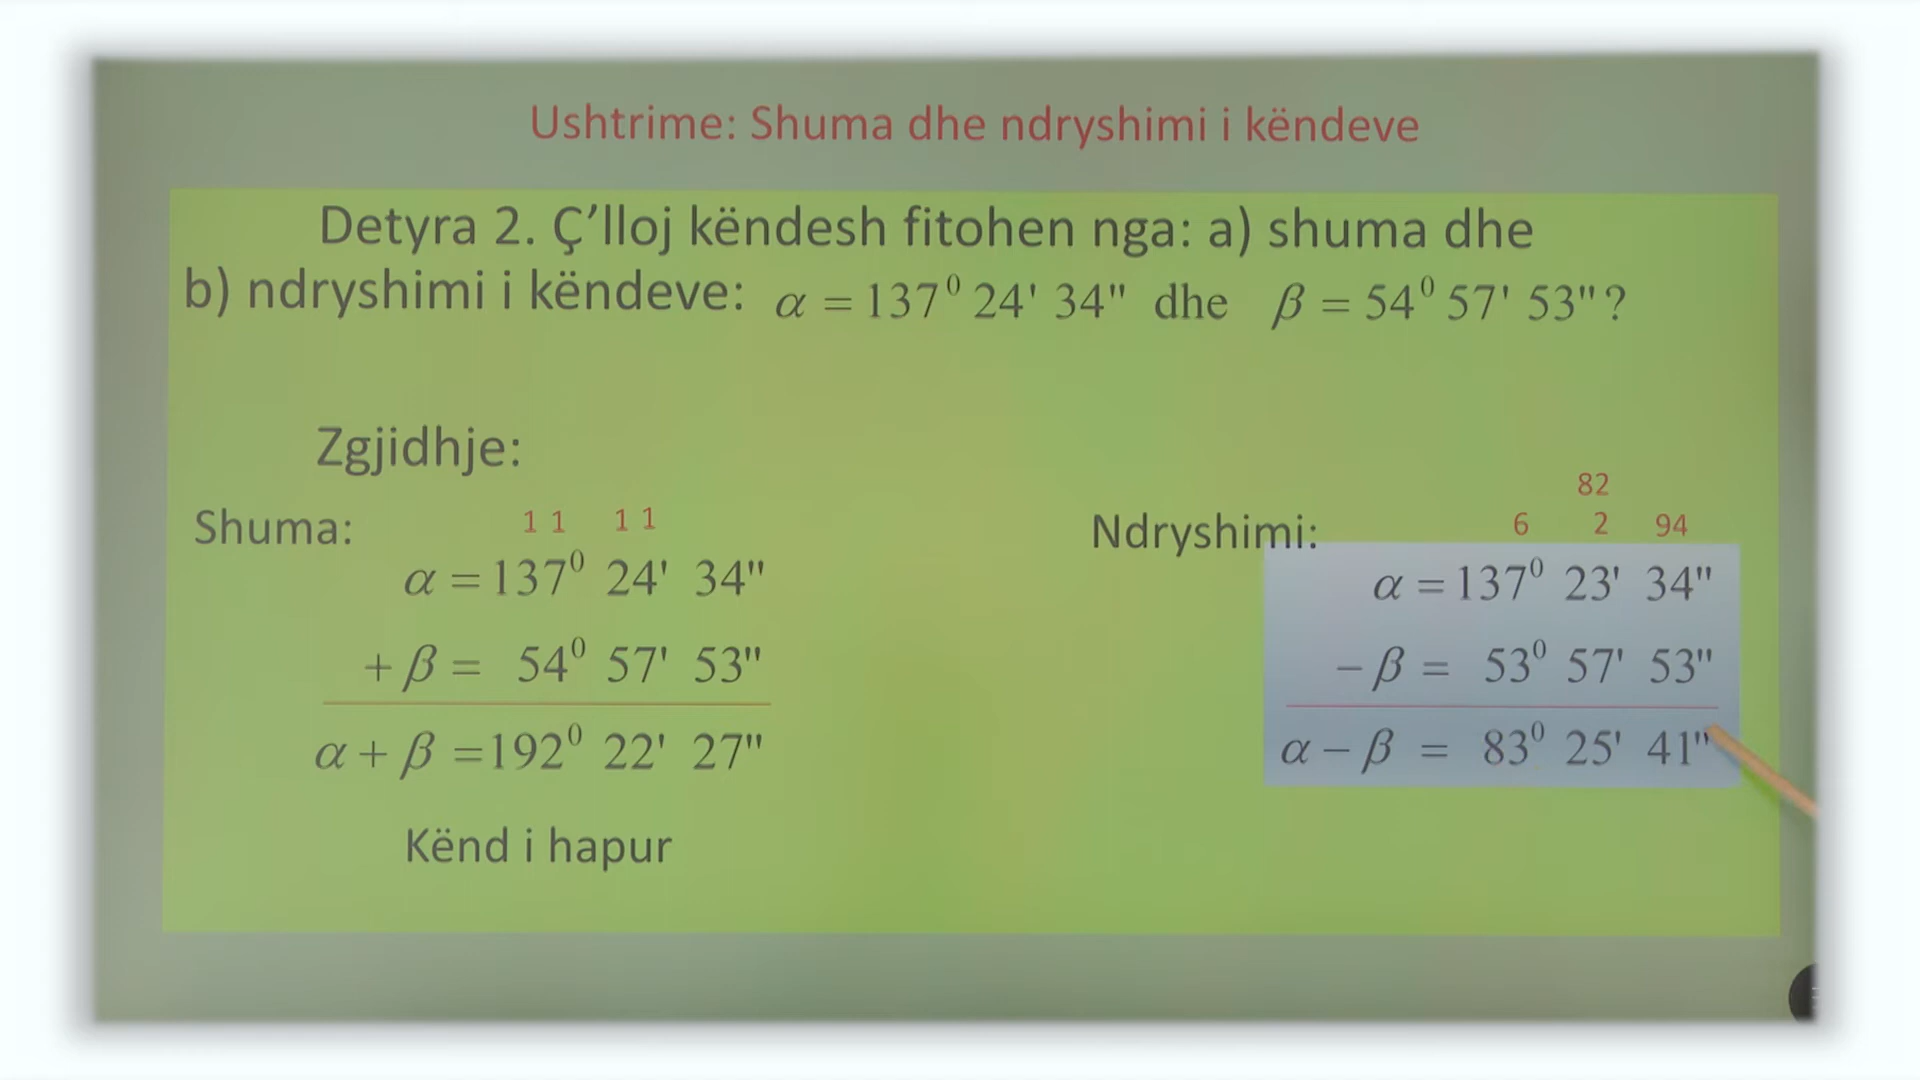 Ushtrime: Shuma dhe ndryshimi i këndeve
Detyra 2. Ç’lloj këndesh fitohen nga: a) shuma dhe
b) ndryshimi i këndeve: α = 137⁰ 24' 34" dhe β = 54⁰ 57' 53"?
Zgjidhje:
Shuma:
1 1 1 1
α = 137⁰ 24' 34"
+ β = 54⁰ 57' 53"
α + β = 192⁰ 22' 27"
Kënd i hapur
Ndryshimi:
82
6 2 94
α = 137⁰ 23' 34"
− β = 53⁰ 57' 53"
α − β = 83⁰ 25' 41"